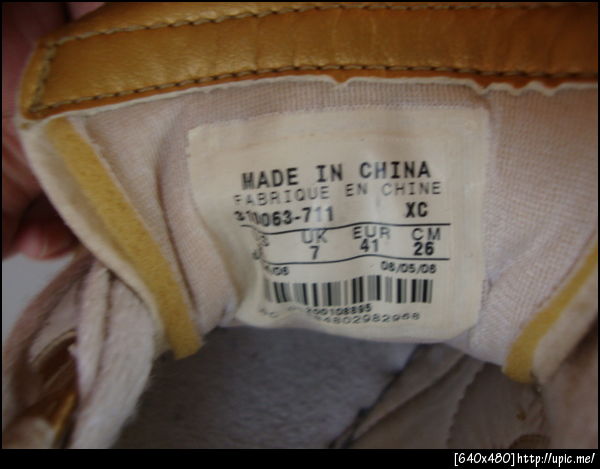 MADE IN CHINA
FABRIQUE EN CHINE
XC
UK EUR CM
7 41 26
08/05/06
[640x480]http://upic.me/